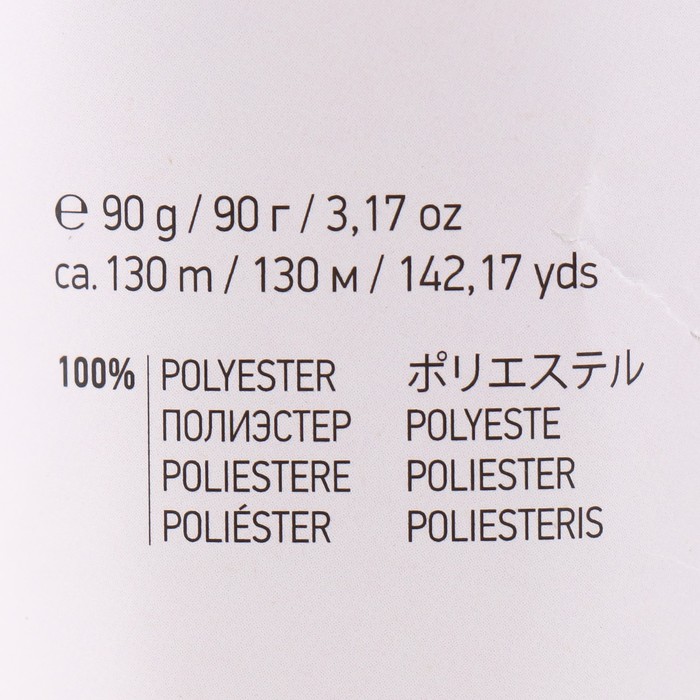 ℮ 90 g / 90 г / 3,17 oz
ca. 130 m / 130 м / 142,17 yds
100% POLYESTER ポリエステル
ПОЛИЭСТЕР POLYESTE
POLIESTERE POLIESTER
POLIÉSTER POLIESTERIS